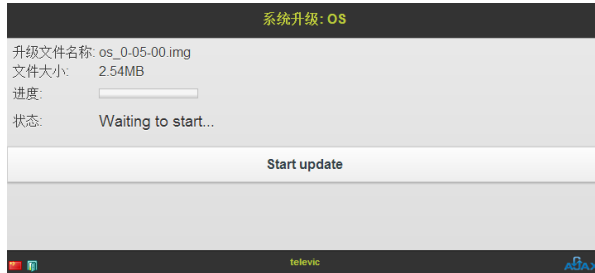 系统升级: OS
升级文件名称: os_0-05-00.img
文件大小: 2.54MB
进度:
状态: Waiting to start...
Start update
televic